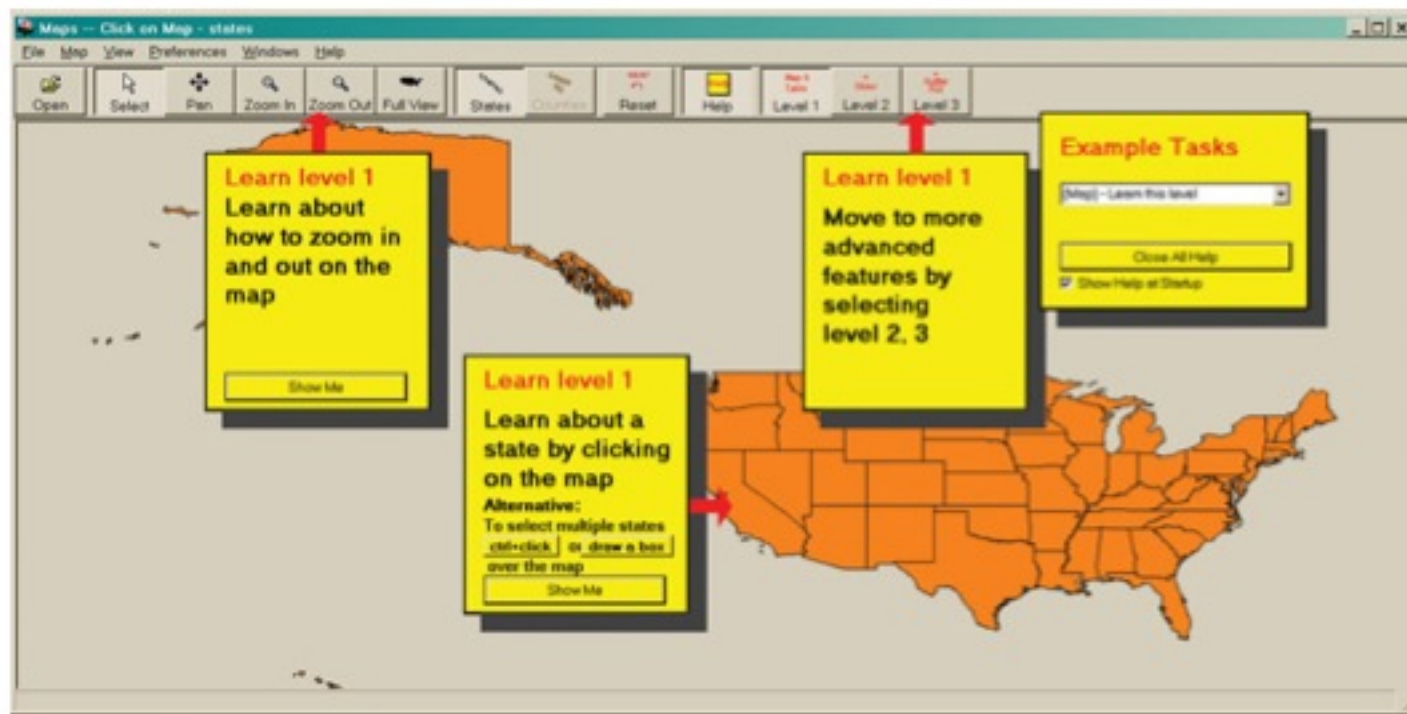 Maps -- Click on Map - states
File Map View Preferences Windows Help
Open Select Pan Zoom In Zoom Out Full View States Counties Reset Help Level 1 Level 2 Level 3
Learn level 1
Learn about
how to zoom in
and out on the
map
Show Me
Learn level 1
Learn about a
state by clicking
on the map
Alternative:
To select multiple states
ctrl+click or draw a box
over the map
Show Me
Learn level 1
Move to more
advanced
features by
selecting
level 2, 3
Example Tasks
[Map] - Learn this level
Close All Help
Show Help at Startup